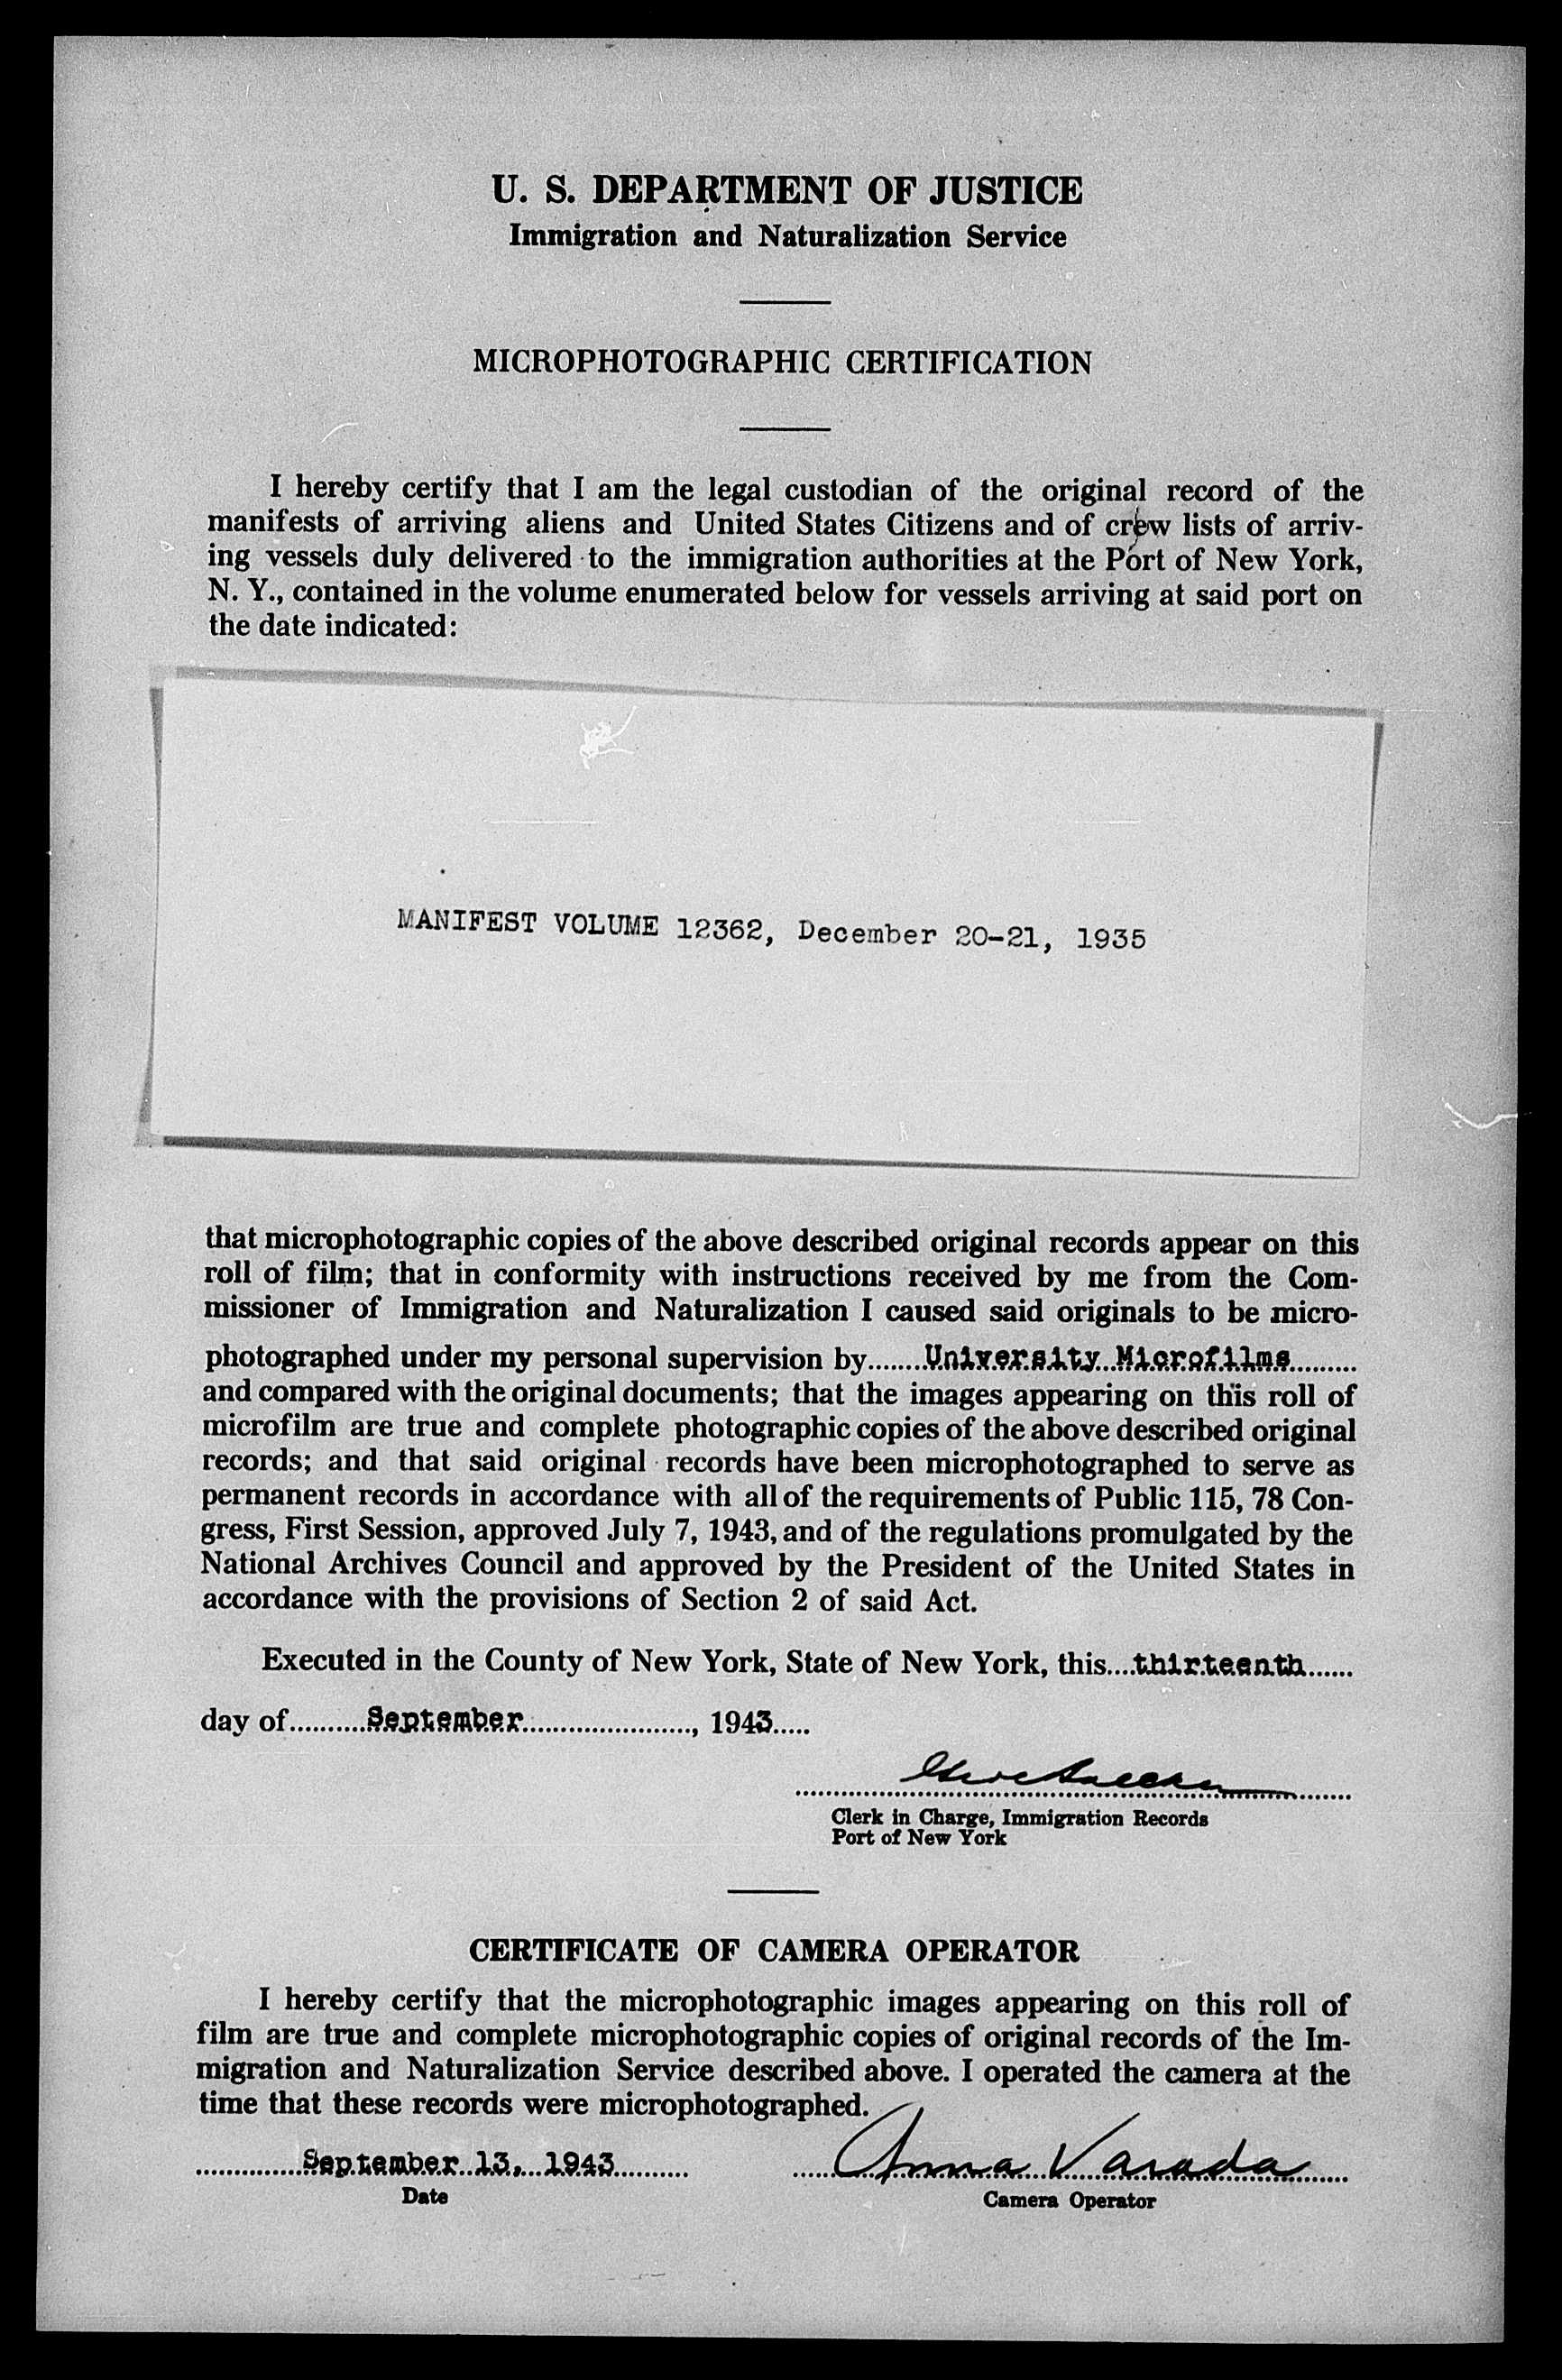 U. S. DEPARTMENT OF JUSTICE
Immigration and Naturalization Service
MICROPHOTOGRAPHIC CERTIFICATION
I hereby certify that I am the legal custodian of the original record of the
manifests of arriving aliens and United States Citizens and of crew lists of arriv-
ing vessels duly delivered to the immigration authorities at the Port of New York,
N. Y., contained in the volume enumerated below for vessels arriving at said port on
the date indicated:
MANIFEST VOLUME 12362, December 20-21, 1935
that microphotographic copies of the above described original records appear on this
roll of film; that in conformity with instructions received by me from the Com-
missioner of Immigration and Naturalization I caused said originals to be micro-
photographed under my personal supervision by University Microfilms
and compared with the original documents; that the images appearing on this roll of
microfilm are true and complete photographic copies of the above described original
records; and that said original records have been microphotographed to serve as
permanent records in accordance with all of the requirements of Public 115, 78 Con-
gress, First Session, approved July 7, 1943, and of the regulations promulgated by the
National Archives Council and approved by the President of the United States in
accordance with the provisions of Section 2 of said Act.
Executed in the County of New York, State of New York, this thirteenth
day of September, 1943
Clerk in Charge, Immigration Records
Port of New York
CERTIFICATE OF CAMERA OPERATOR
I hereby certify that the microphotographic images appearing on this roll of
film are true and complete microphotographic copies of original records of the Im-
migration and Naturalization Service described above. I operated the camera at the
time that these records were microphotographed.
September 13, 1943 Anna Varada
Date Camera Operator